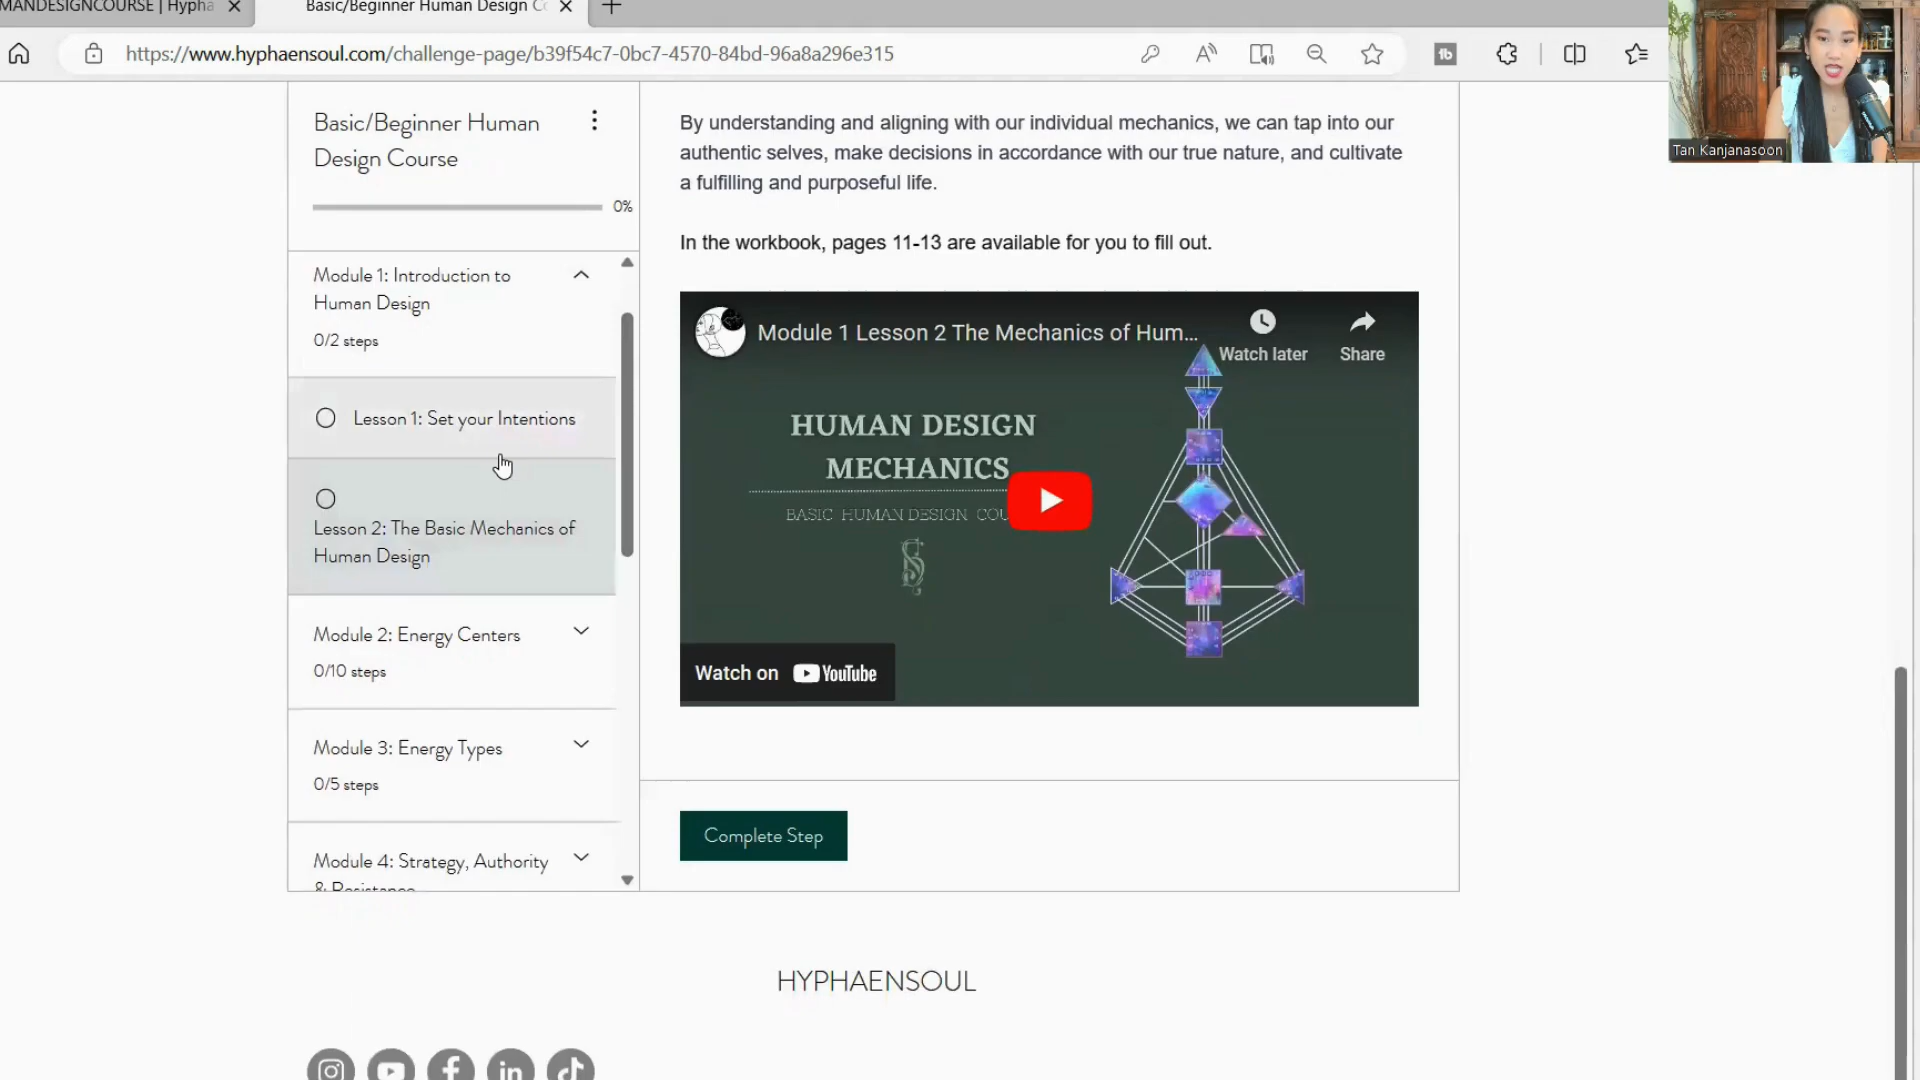 MANDESIGNCOURSE | Hypha
Basic/Beginner Human Design Co
https://www.hyphaensoul.com/challenge-page/b39f54c7-0bc7-4570-84bd-96a8a296e315
Tan Kanjanasoon
Basic/Beginner Human
Design Course
0%
Module 1: Introduction to
Human Design
0/2 steps
Lesson 1: Set your Intentions
Lesson 2: The Basic Mechanics of
Human Design
Module 2: Energy Centers
0/10 steps
Module 3: Energy Types
0/5 steps
Module 4: Strategy, Authority
& Resistance
By understanding and aligning with our individual mechanics, we can tap into our
authentic selves, make decisions in accordance with our true nature, and cultivate
a fulfilling and purposeful life.
In the workbook, pages 11-13 are available for you to fill out.
Module 1 Lesson 2 The Mechanics of Hum...
Watch later
Share
HUMAN DESIGN
MECHANICS
BASIC HUMAN DESIGN COU
Watch on YouTube
Complete Step
HYPHAENSOUL